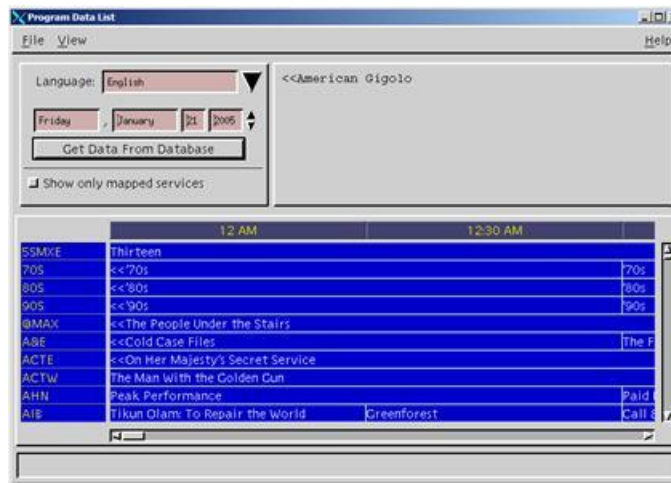 Program Data List
File View Help
Language: English
<<American Gigolo
Friday , January 21 2005
Get Data From Database
Show only mapped services
12 AM 12:30 AM
5SMXE Thirteen
70S <<'70s '70s
80S <<'80s '80s
90S <<'90s '90s
@MAX <<The People Under the Stairs
A&E <<Cold Case Files The F
ACTE <<On Her Majesty's Secret Service
ACTW The Man With the Golden Gun
AHN Peak Performance Paid
AIB Tikun Olam: To Repair the World Greenforest Call &